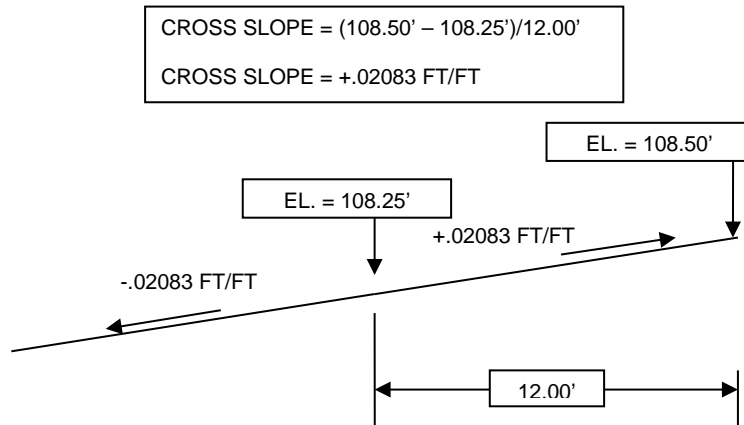 CROSS SLOPE = (108.50’ – 108.25’)/12.00’
CROSS SLOPE = +.02083 FT/FT
EL. = 108.50’
EL. = 108.25’
+.02083 FT/FT
-.02083 FT/FT
12.00’